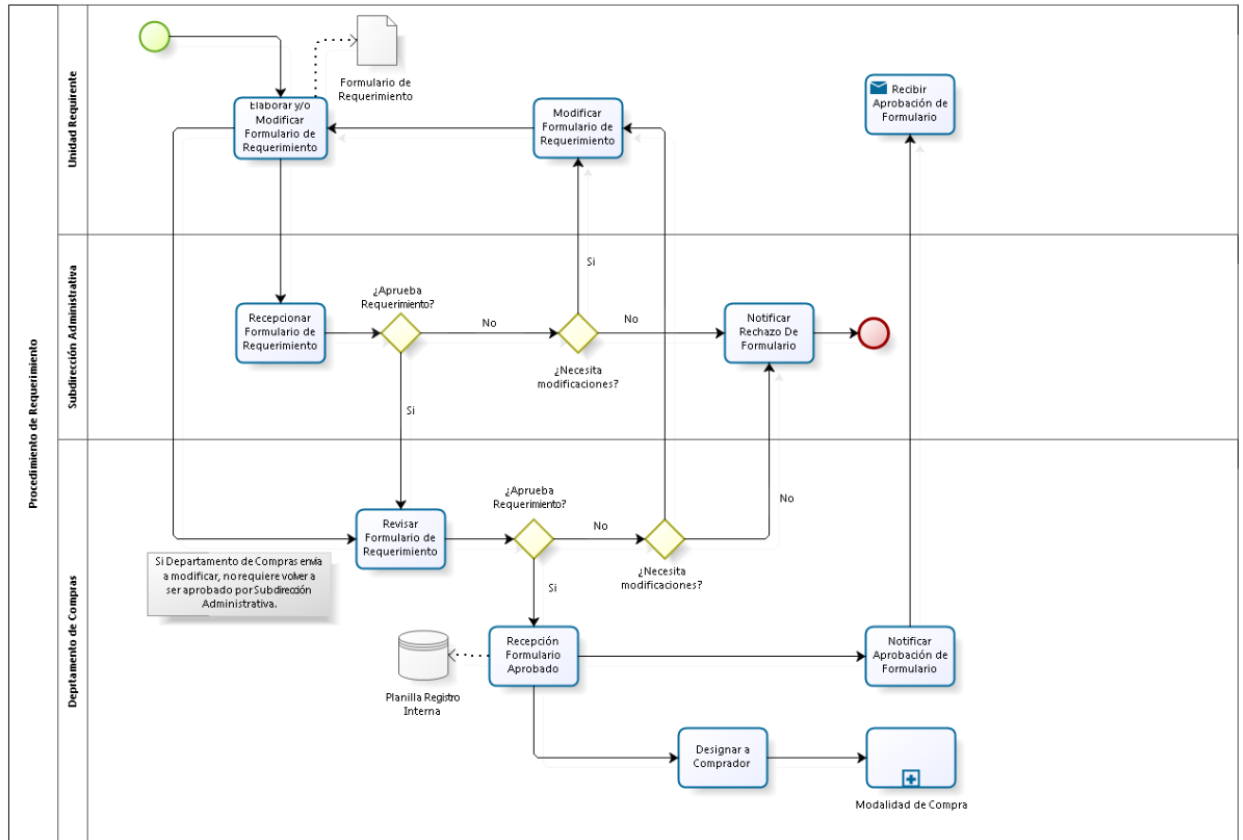 Procedimiento de Requerimiento
Unidad Requirente
Elaborar y/o
Modificar
Formulario de
Requerimiento
Formulario de
Requerimiento
Modificar
Formulario de
Requerimiento
Recibir
Aprobación de
Formulario
Subdirección Administrativa
Recepcionar
Formulario de
Requerimiento
¿Aprueba
Requerimiento?
No
Si
Si
No
¿Necesita
modificaciones?
Notificar
Rechazo De
Formulario
Deprtamento de Compras
Revisar
Formulario de
Requerimiento
¿Aprueba
Requerimiento?
No
Si
¿Necesita
modificaciones?
No
Si Departamento de Compras envía
a modificar, no requiere volver a
ser aprobado por Subdirección
Administrativa.
Planilla Registro
Interna
Recepción
Formulario
Aprobado
Notificar
Aprobación de
Formulario
Designar a
Comprador
Modalidad de Compra